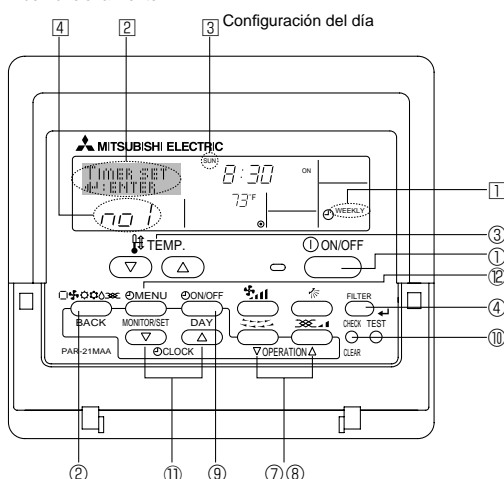 4
2
3 Configuración del día
MITSUBISHI ELECTRIC
TIMER SET
↵:ENTER
SUN
8:30
ON
73°F
WEEKLY
no 1
1
TEMP.
ON/OFF
③
①
⑫
MENU
ON/OFF
FILTER
④
BACK
MONITOR/SET
DAY
CHECK TEST
⑩
PAR-21MAA
CLOCK
▽OPERATION△
CLEAR
② ⑪ ⑨ ⑦⑧